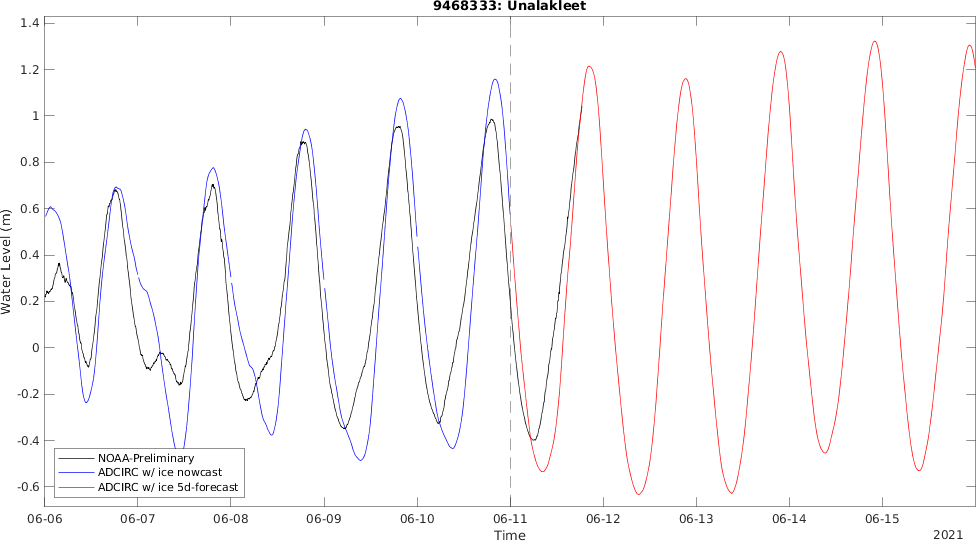 9468333: Unalakleet
1.4
1.2
1
0.8
0.6
0.4
0.2
0
-0.2
-0.4
-0.6
Water Level (m)
NOAA-Preliminary
ADCIRC w/ ice nowcast
ADCIRC w/ ice 5d-forecast
06-06 06-07 06-08 06-09 06-10 06-11 06-12 06-13 06-14 06-15
Time
2021